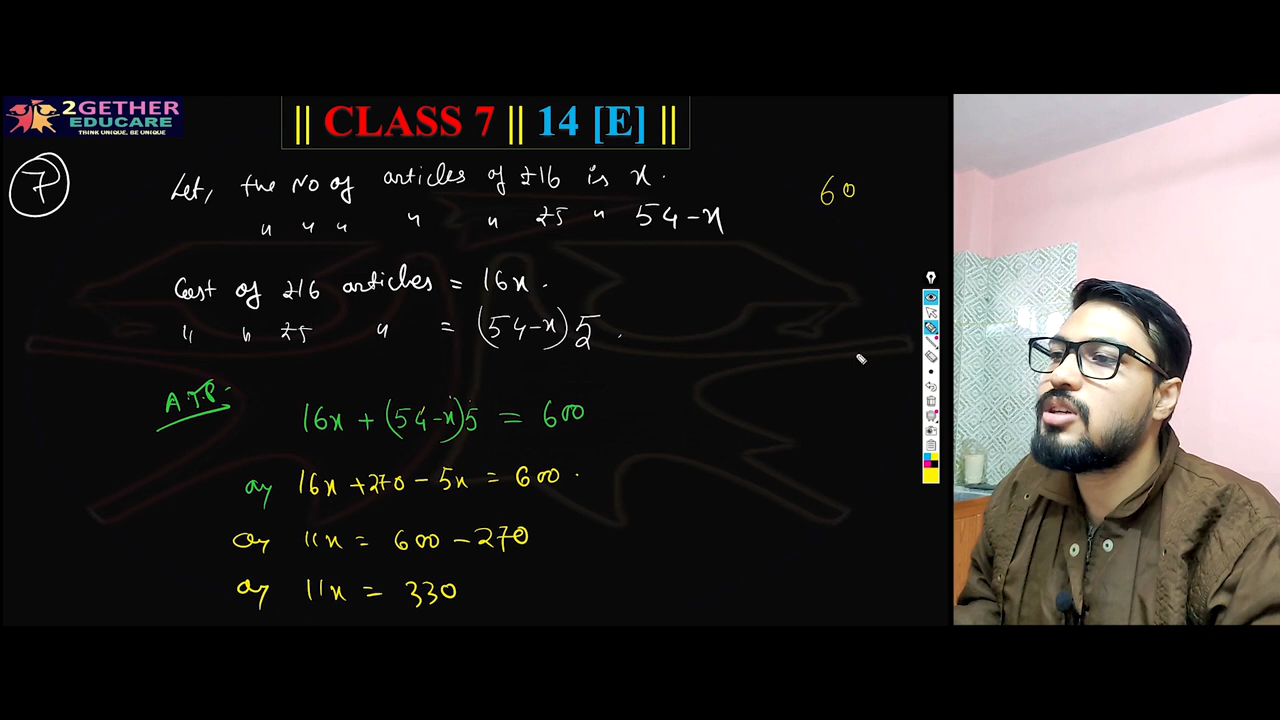 2GETHER
EDUCARE
THINK UNIQUE, BE UNIQUE
|| CLASS 7 || 14 [E] ||
7
Let, the No of articles of ₹16 is x.
" " " " " ₹5 " 54-x
60
Cost of ₹16 articles = 16x.
" " ₹5 " = (54-x)5.
A.T.P:-
16x + (54-x)5 = 600
or, 16x + 270 - 5x = 600.
or, 11x = 600 - 270
or, 11x = 330